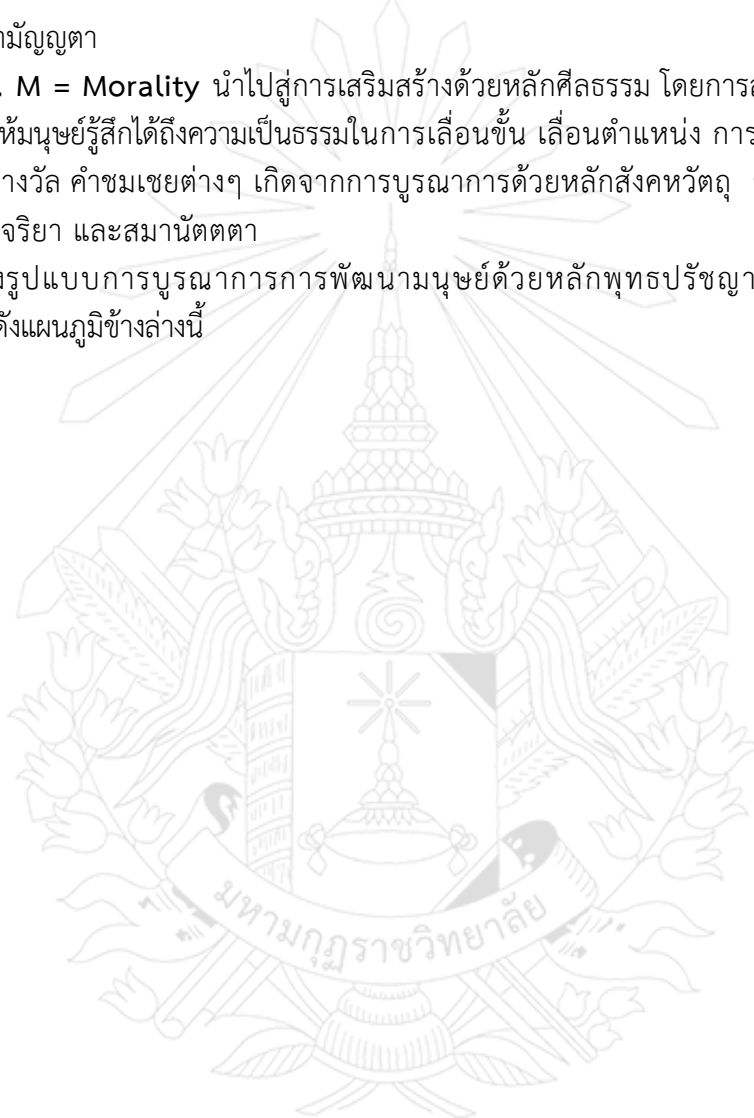 ามัญญตา
. M = Morality นำไปสู่การเสริมสร้างด้วยหลักศีลธรรม โดยการส
ห้มนุษย์รู้สึกได้ถึงความเป็นธรรมในการเลื่อนขั้น เลื่อนตำแหน่ง การ
างวัล คำชมเชยต่างๆ เกิดจากการบูรณาการด้วยหลักสังคหวัตถุ
จริยา และสมานัตตตา
งรูปแบบการบูรณาการการพัฒนามนุษย์ด้วยหลักพุทธปรัชญา
ดังแผนภูมิข้างล่างนี้
มหามกุฏราชวิทยาลัย